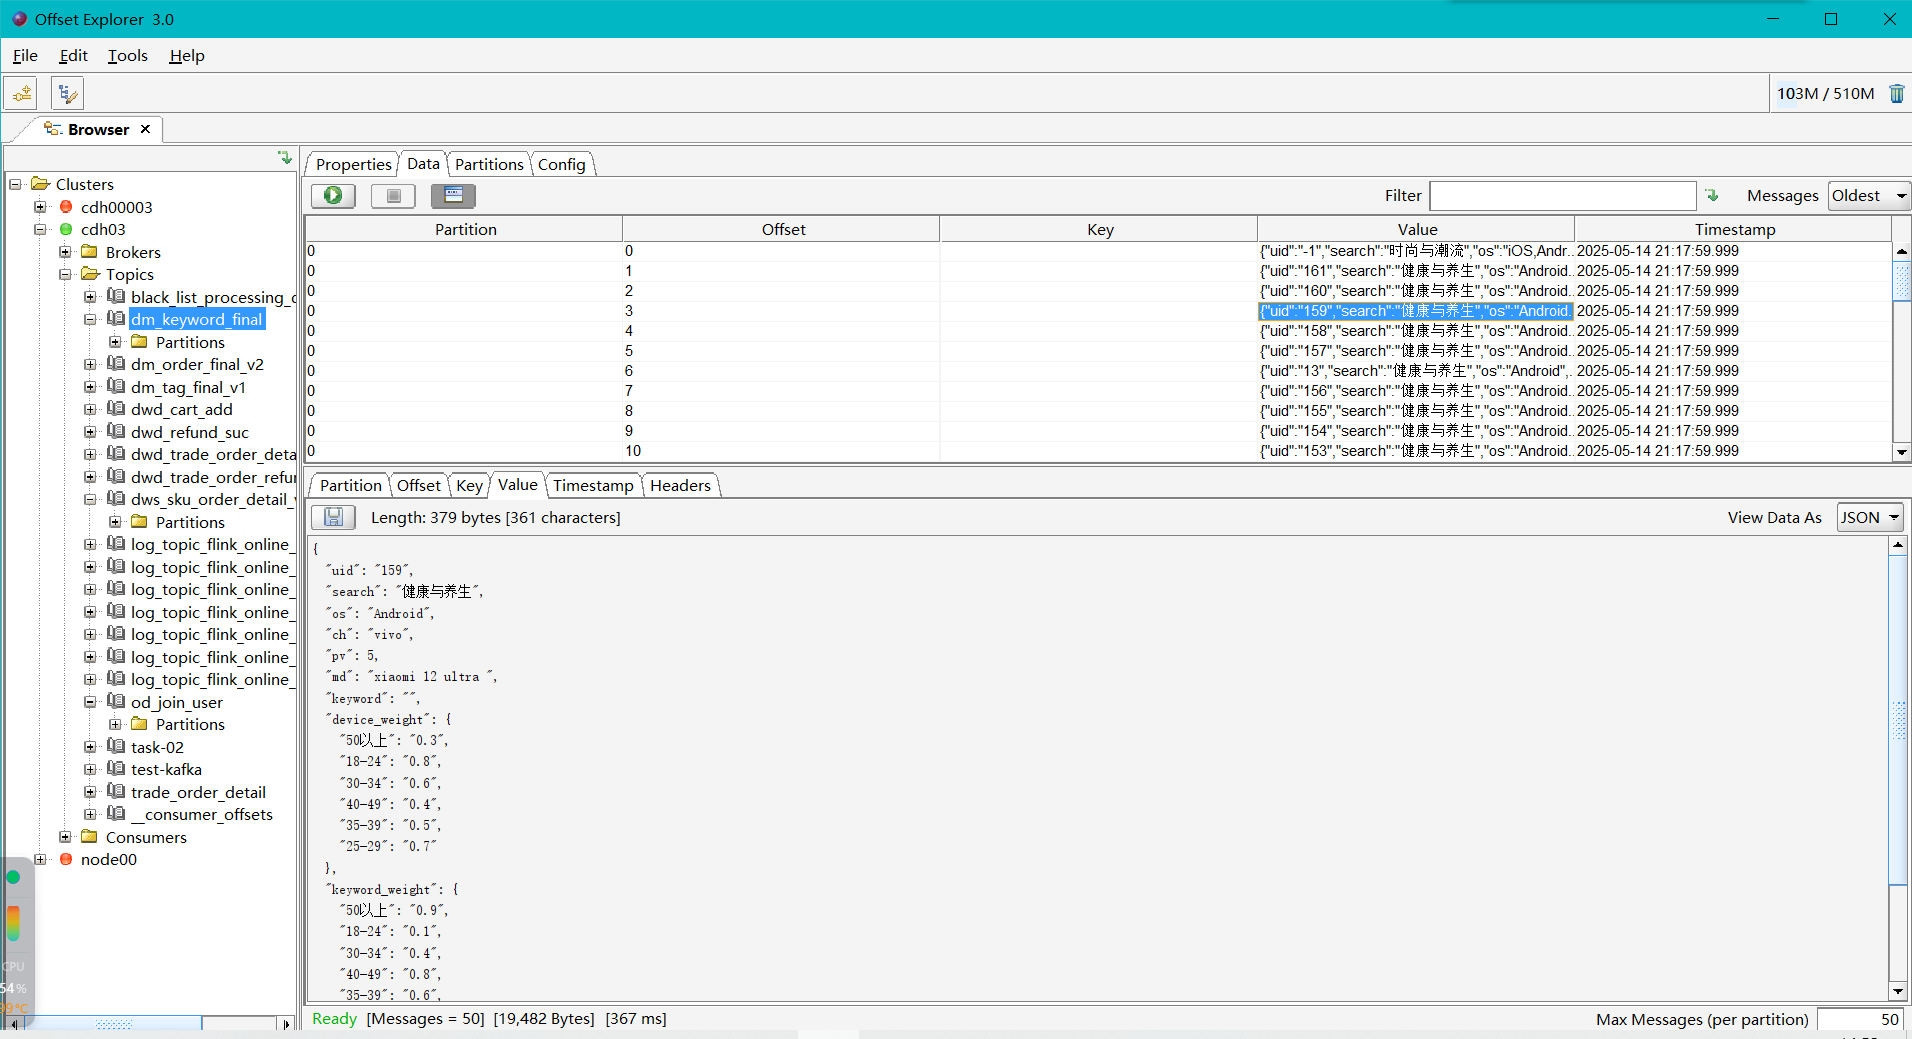 Offset Explorer 3.0
File Edit Tools Help
103M / 510M
Browser
Clusters
cdh00003
cdh03
Brokers
Topics
black_list_processing_
dm_keyword_final
Partitions
dm_order_final_v2
dm_tag_final_v1
dwd_cart_add
dwd_refund_suc
dwd_trade_order_deta
dwd_trade_order_refu
dws_sku_order_detail_
Partitions
log_topic_flink_online_
log_topic_flink_online_
log_topic_flink_online_
log_topic_flink_online_
log_topic_flink_online_
log_topic_flink_online_
log_topic_flink_online_
od_join_user
Partitions
task-02
test-kafka
trade_order_detail
__consumer_offsets
Consumers
node00
CPU
54%
Properties Data Partitions Config
Filter Messages Oldest
Partition Offset Key Value Timestamp
0 0 {"uid":"-1","search":"时尚与潮流","os":"iOS,Andr... 2025-05-14 21:17:59.999
0 1 {"uid":"161","search":"健康与养生","os":"Android... 2025-05-14 21:17:59.999
0 2 {"uid":"160","search":"健康与养生","os":"Android... 2025-05-14 21:17:59.999
0 3 {"uid":"159","search":"健康与养生","os":"Android... 2025-05-14 21:17:59.999
0 4 {"uid":"158","search":"健康与养生","os":"Android... 2025-05-14 21:17:59.999
0 5 {"uid":"157","search":"健康与养生","os":"Android... 2025-05-14 21:17:59.999
0 6 {"uid":"13","search":"健康与养生","os":"Android",... 2025-05-14 21:17:59.999
0 7 {"uid":"156","search":"健康与养生","os":"Android... 2025-05-14 21:17:59.999
0 8 {"uid":"155","search":"健康与养生","os":"Android... 2025-05-14 21:17:59.999
0 9 {"uid":"154","search":"健康与养生","os":"Android... 2025-05-14 21:17:59.999
0 10 {"uid":"153","search":"健康与养生","os":"Android... 2025-05-14 21:17:59.999
Partition Offset Key Value Timestamp Headers
Length: 379 bytes [361 characters] View Data As JSON
{
"uid": "159",
"search": "健康与养生",
"os": "Android",
"ch": "vivo",
"pv": 5,
"md": "xiaomi 12 ultra ",
"keyword": "",
"device_weight": {
"50以上": "0.3",
"18-24": "0.8",
"30-34": "0.6",
"40-49": "0.4",
"35-39": "0.5",
"25-29": "0.7"
},
"keyword_weight": {
"50以上": "0.9",
"18-24": "0.1",
"30-34": "0.4",
"40-49": "0.8",
"35-39": "0.6",
Ready [Messages = 50] [19,482 Bytes] [367 ms] Max Messages (per partition) 50